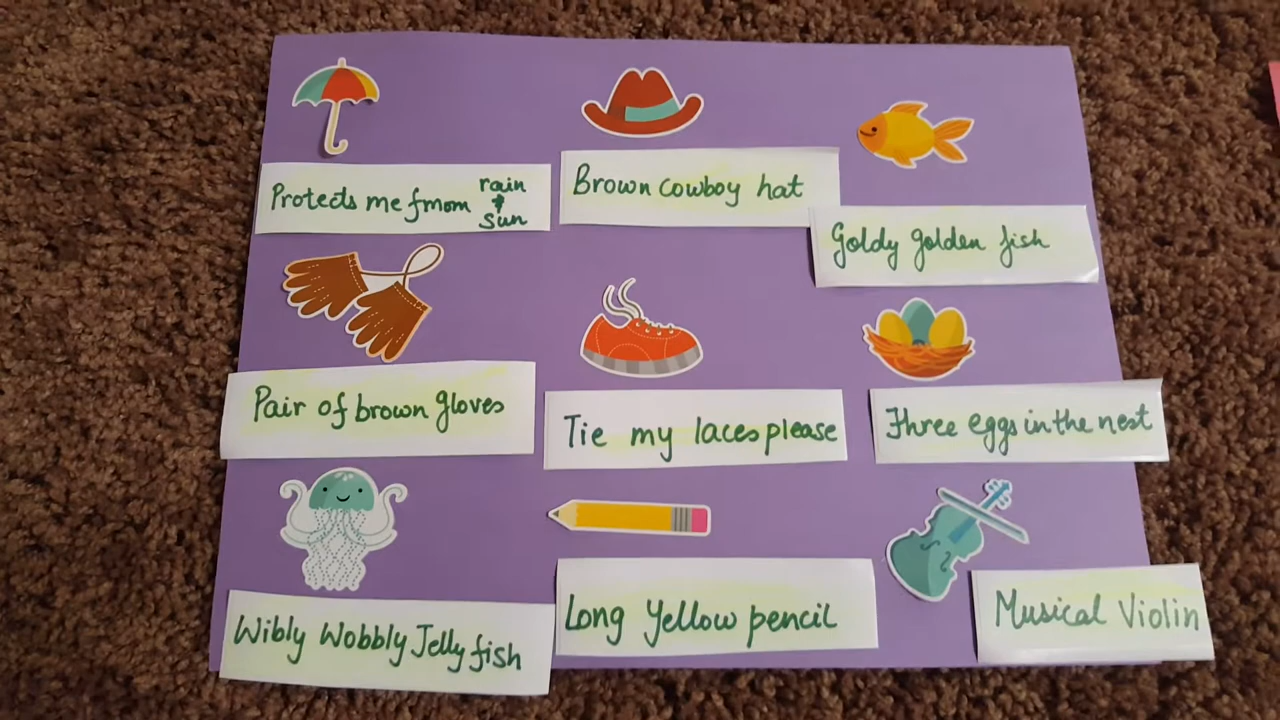 Protects me fmom rain & sun
Brown cowboy hat
Goldy golden fish
Pair of brown gloves
Tie my laces please
Three eggs in the nest
Wibly Wobbly Jelly fish
Long Yellow pencil
Musical Violin